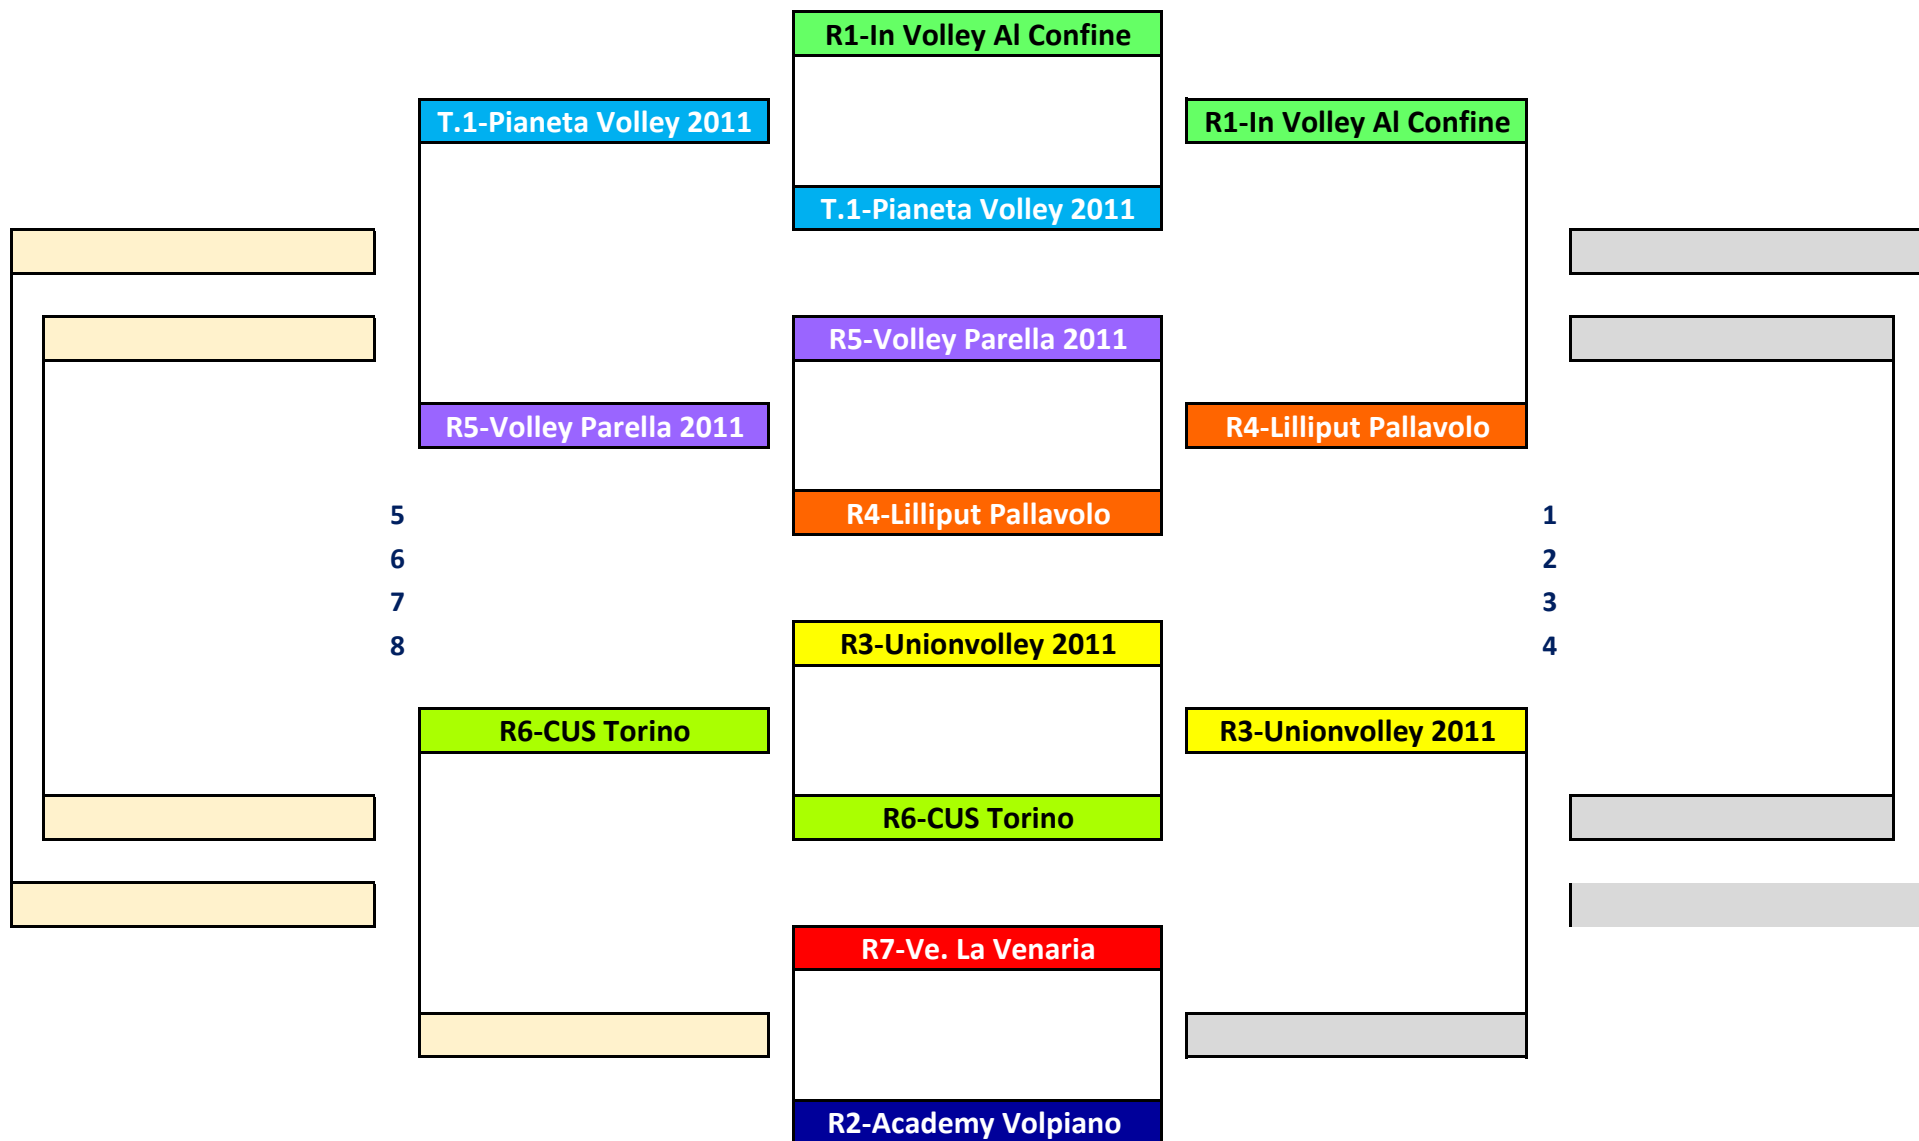 R1-In Volley Al Confine
T.1-Pianeta Volley 2011
R1-In Volley Al Confine
T.1-Pianeta Volley 2011
R5-Volley Parella 2011
R5-Volley Parella 2011
R4-Lilliput Pallavolo
5
R4-Lilliput Pallavolo
1
6
2
7
3
8
R3-Unionvolley 2011
4
R6-CUS Torino
R3-Unionvolley 2011
R6-CUS Torino
R7-Ve. La Venaria
R2-Academy Volpiano